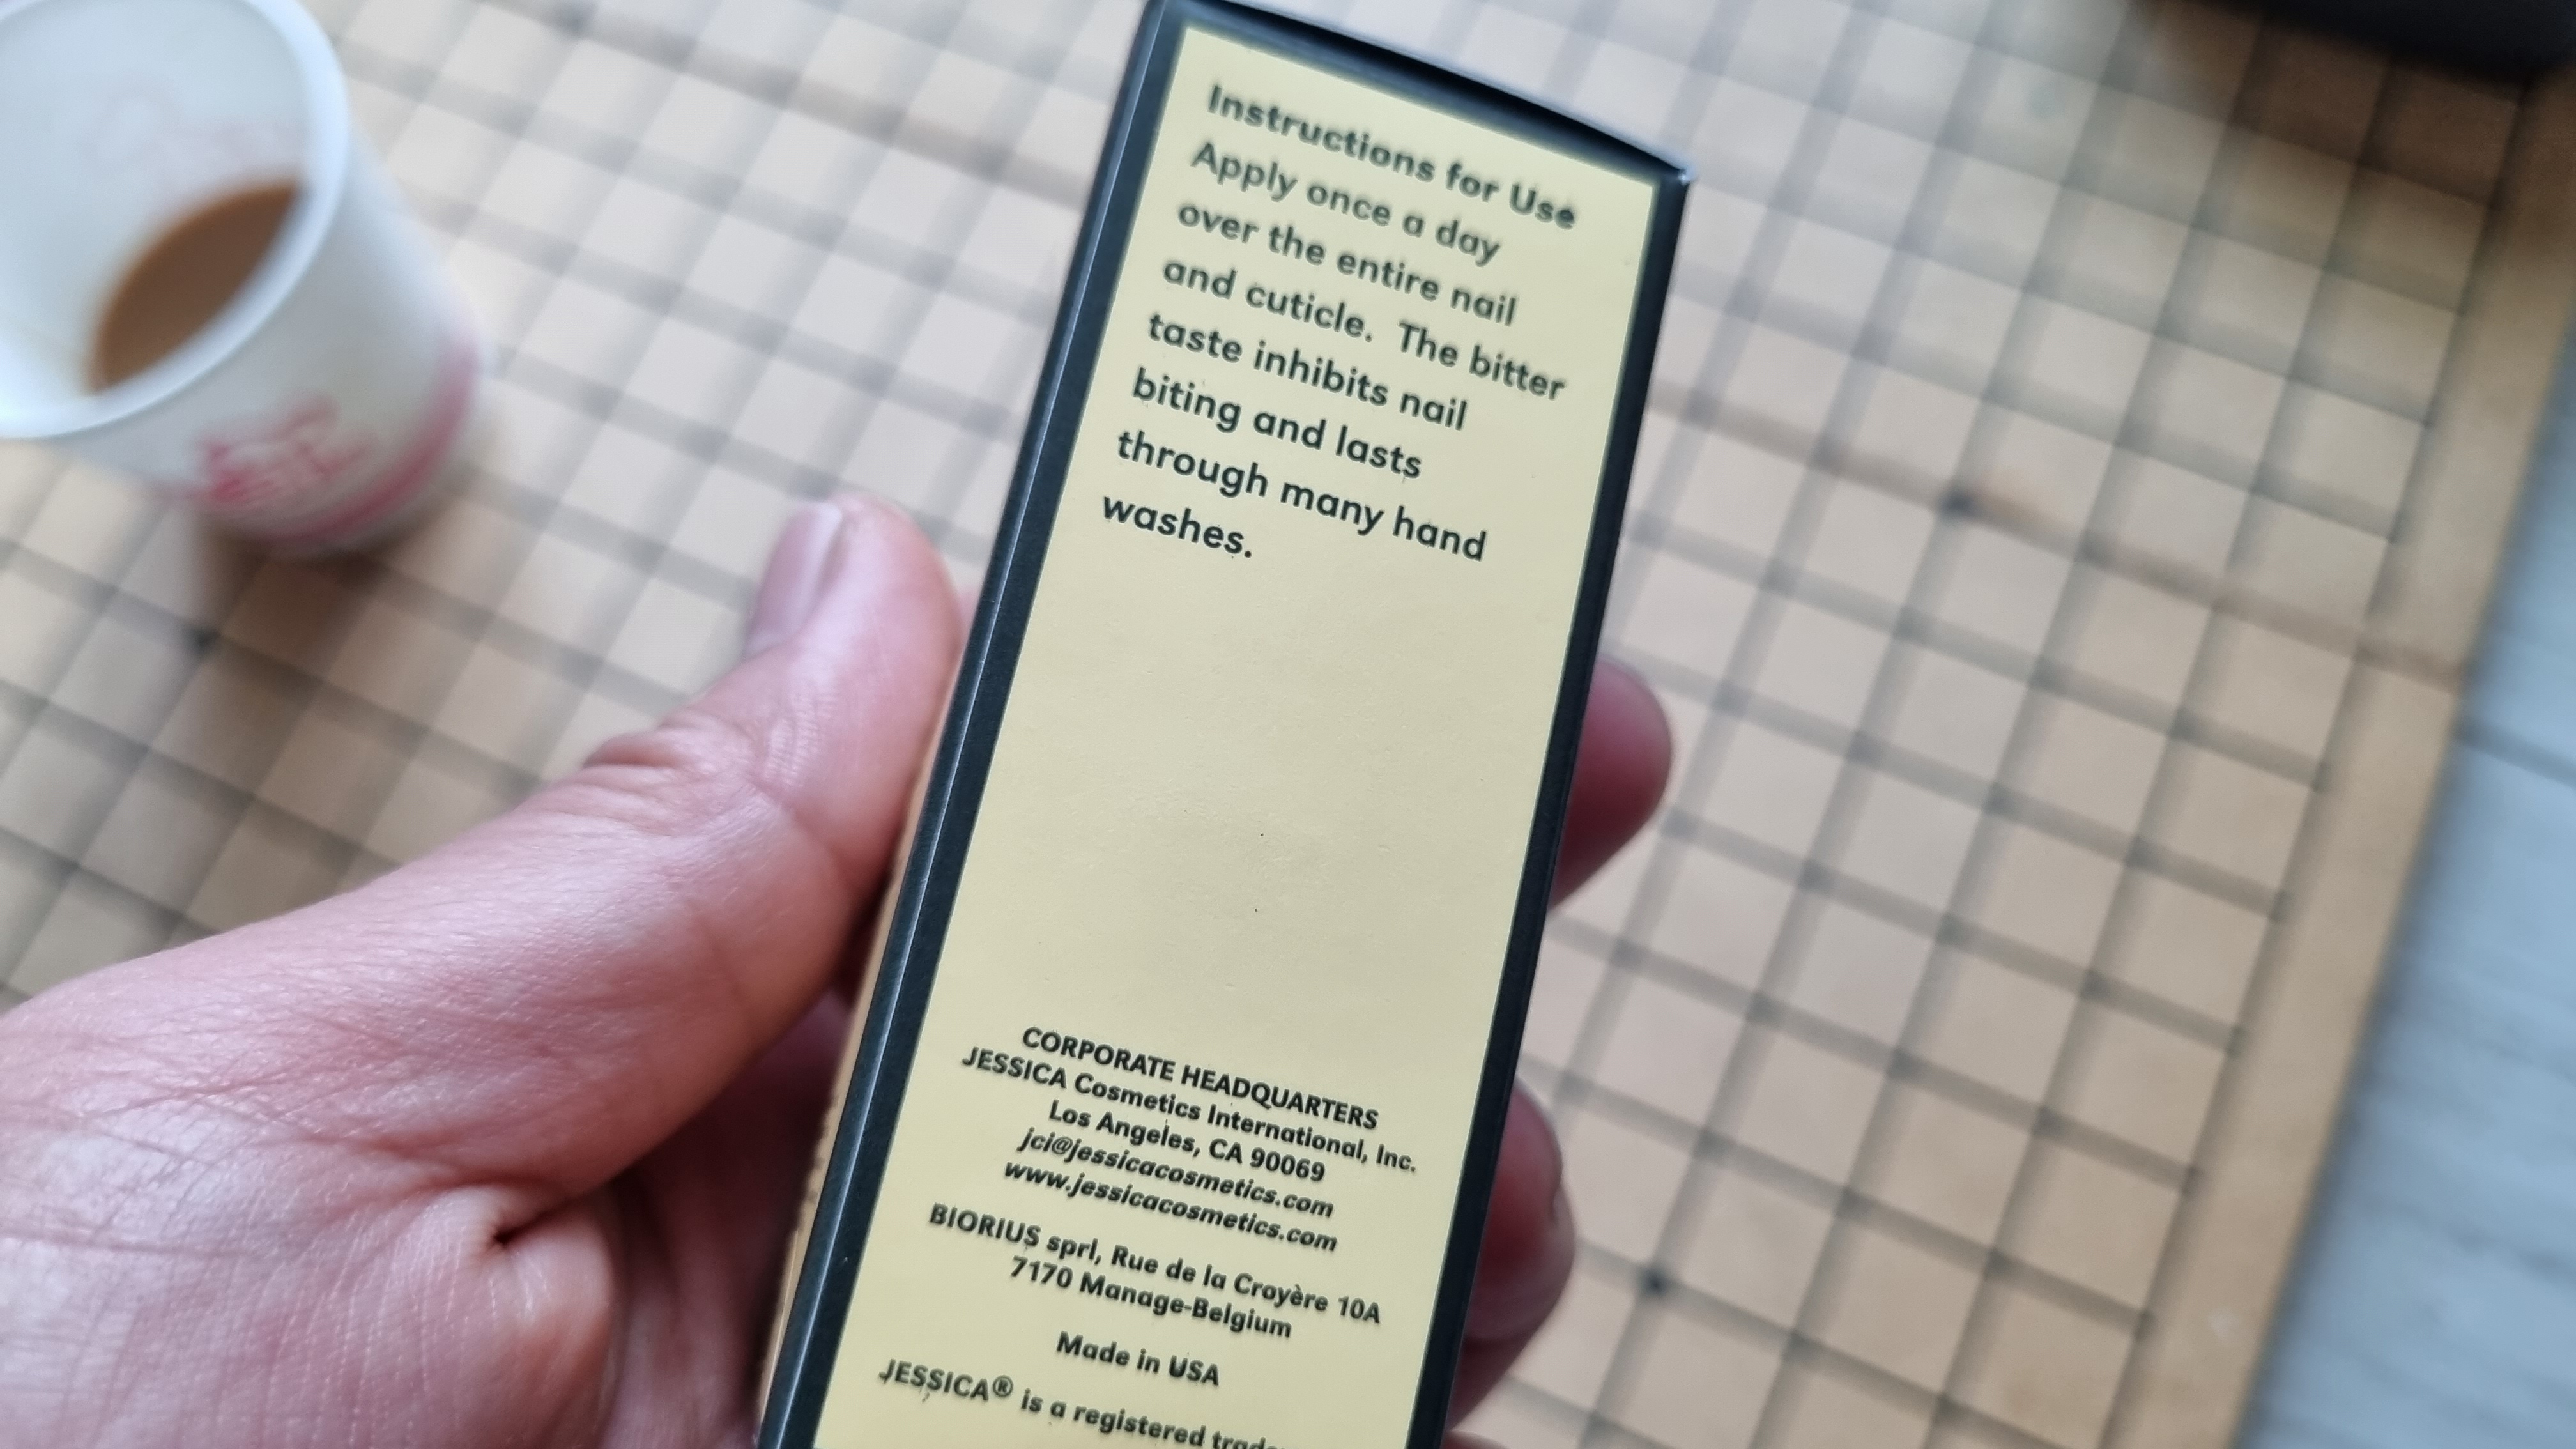 Instructions for Use
Apply once a day
over the entire nail
and cuticle. The bitter
taste inhibits nail
biting and lasts
through many hand
washes.
CORPORATE HEADQUARTERS
JESSICA Cosmetics International, Inc.
Los Angeles, CA 90069
jci@jessicacosmetics.com
www.jessicacosmetics.com
BIORIUS sprl, Rue de la Crayère 10A
7170 Manage-Belgium
Made in USA
JESSICA® is a registered